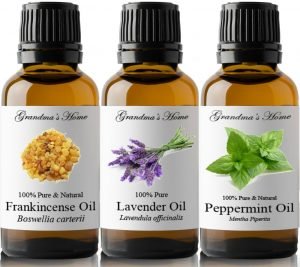 Grandma's Home
100% Pure & Natural
Frankincense Oil
Boswellia carterii
Grandma's Home
100% Pure
Lavender Oil
Lavendula officinalis
Grandma's Home
100% Pure & Natural
Peppermint Oil
Mentha Piperita